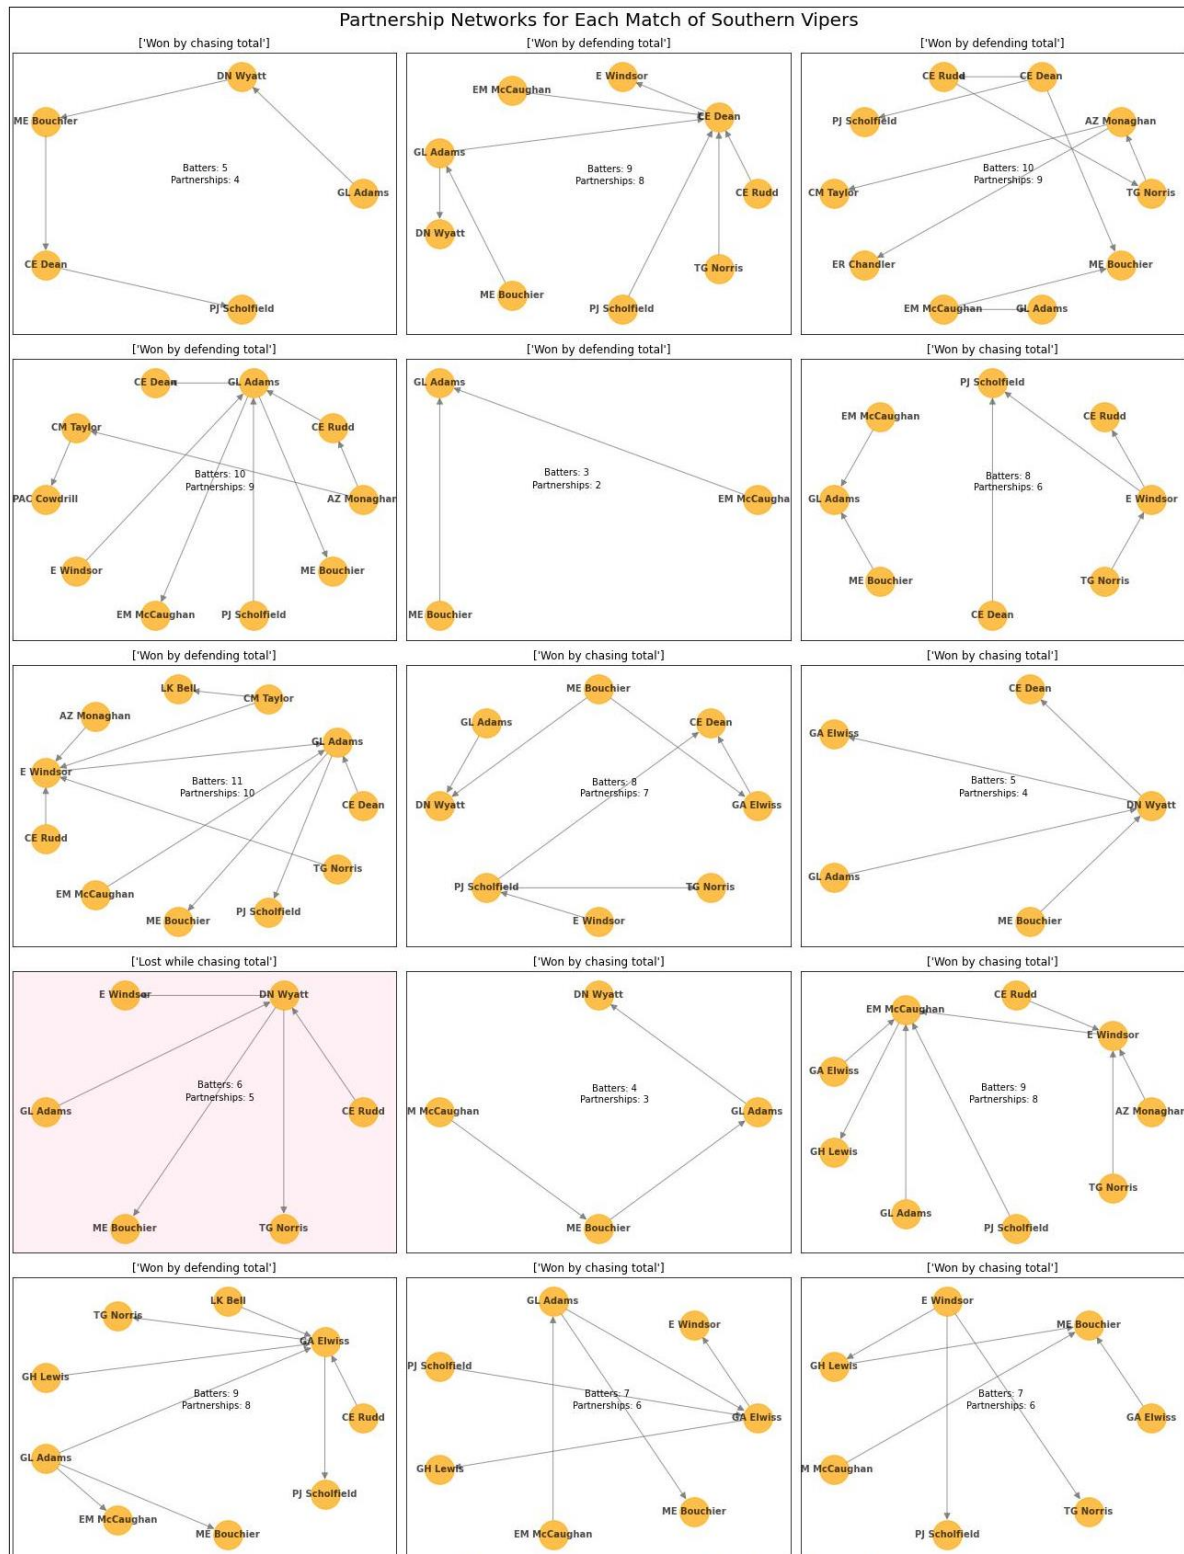 Partnership Networks for Each Match of Southern Vipers
['Won by chasing total']
DN Wyatt
ME Bouchier
Batters: 5
Partnerships: 4
GL Adams
CE Dean
PJ Scholfield
['Won by defending total']
E Windsor
EM McCaughan
CE Dean
GL Adams
Batters: 9
Partnerships: 8
CE Rudd
DN Wyatt
TG Norris
ME Bouchier
PJ Scholfield
['Won by defending total']
CE Rudd
CE Dean
PJ Scholfield
AZ Monaghan
Batters: 10
Partnerships: 9
CM Taylor
TG Norris
ER Chandler
ME Bouchier
EM McCaughan
GL Adams
['Won by defending total']
CE Dean
GL Adams
CM Taylor
CE Rudd
Batters: 10
Partnerships: 9
PAC Cowdrill
AZ Monaghan
E Windsor
ME Bouchier
EM McCaughan
PJ Scholfield
['Won by defending total']
GL Adams
Batters: 3
Partnerships: 2
EM McCaugha
ME Bouchier
['Won by chasing total']
PJ Scholfield
EM McCaughan
CE Rudd
Batters: 8
Partnerships: 6
GL Adams
E Windsor
ME Bouchier
TG Norris
CE Dean
['Won by defending total']
LK Bell
CM Taylor
AZ Monaghan
GL Adams
E Windsor
Batters: 11
Partnerships: 10
CE Dean
CE Rudd
TG Norris
EM McCaughan
PJ Scholfield
ME Bouchier
['Won by chasing total']
ME Bouchier
GL Adams
CE Dean
Batters: 8
Partnerships: 7
DN Wyatt
GA Elwiss
PJ Scholfield
TG Norris
E Windsor
['Won by chasing total']
CE Dean
GA Elwiss
Batters: 5
Partnerships: 4
DN Wyatt
GL Adams
ME Bouchier
['Lost while chasing total']
E Windsor
DN Wyatt
Batters: 6
Partnerships: 5
GL Adams
CE Rudd
ME Bouchier
TG Norris
['Won by chasing total']
DN Wyatt
Batters: 4
Partnerships: 3
M McCaughan
GL Adams
ME Bouchier
['Won by chasing total']
CE Rudd
EM McCaughan
E Windsor
GA Elwiss
Batters: 9
Partnerships: 8
AZ Monaghan
GH Lewis
TG Norris
GL Adams
PJ Scholfield
['Won by defending total']
LK Bell
TG Norris
GA Elwiss
GH Lewis
Batters: 9
Partnerships: 8
CE Rudd
GL Adams
PJ Scholfield
EM McCaughan
ME Bouchier
['Won by chasing total']
GL Adams
E Windsor
PJ Scholfield
Batters: 7
Partnerships: 6
GA Elwiss
GH Lewis
ME Bouchier
EM McCaughan
['Won by chasing total']
E Windsor
ME Bouchier
GH Lewis
Batters: 7
Partnerships: 6
GA Elwiss
M McCaughan
TG Norris
PJ Scholfield